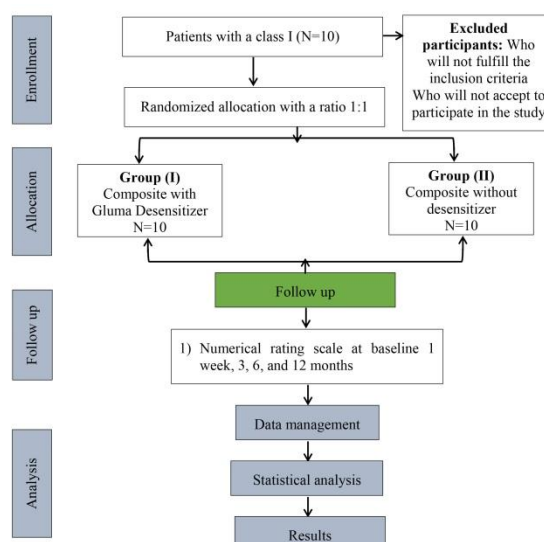 Enrollment
Patients with a class I (N=10)
Excluded
participants: Who
will not fulfill the
inclusion criteria
Who will not accept to
participate in the study
Randomized allocation with a ratio 1:1
Allocation
Group (I)
Composite with
Gluma Desensitizer
N=10
Group (II)
Composite without
desensitizer
N=10
Follow up
Follow up
1) Numerical rating scale at baseline 1
week, 3, 6, and 12 months
Analysis
Data management
Statistical analysis
Results